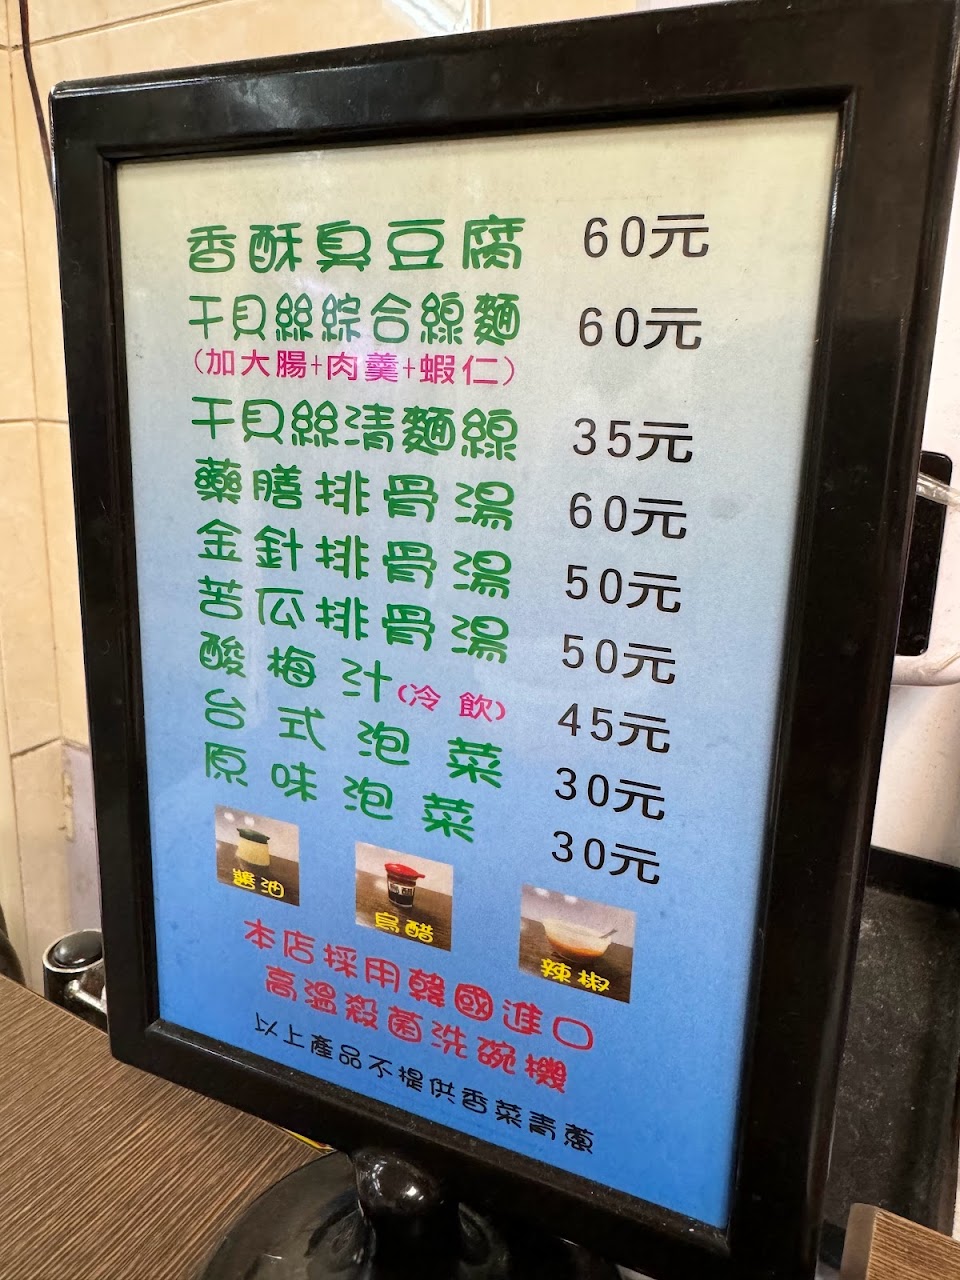 香酥臭豆腐 60元
干貝絲綜合線麵 60元
(加大腸+肉羹+蝦仁)
干貝絲清麵線 35元
藥膳排骨湯 60元
金針排骨湯 50元
苦瓜排骨湯 50元
酸梅汁(冷飲) 45元
台式泡菜 30元
原味泡菜 30元
醬油 烏醋 辣椒
本店採用韓國進口
高溫殺菌洗碗機
以上產品不提供香菜青蔥